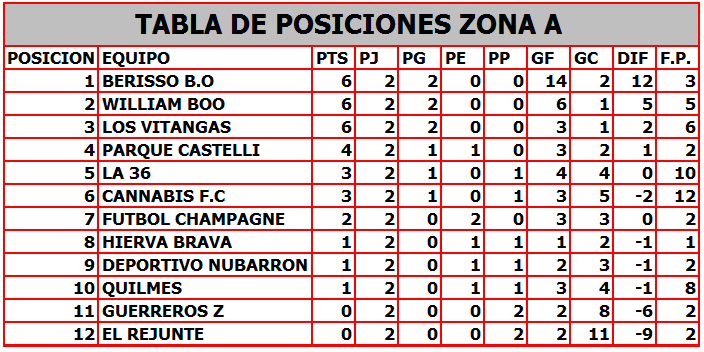 TABLA DE POSICIONES ZONA A
POSICION EQUIPO PTS PJ PG PE PP GF GC DIF F.P.
1 BERISSO B.O 6 2 2 0 0 14 2 12 3
2 WILLIAM BOO 6 2 2 0 0 6 1 5 5
3 LOS VITANGAS 6 2 2 0 0 3 1 2 6
4 PARQUE CASTELLI 4 2 1 1 0 3 2 1 2
5 LA 36 3 2 1 0 1 4 4 0 10
6 CANNABIS F.C 3 2 1 0 1 3 5 -2 12
7 FUTBOL CHAMPAGNE 2 2 0 2 0 3 3 0 2
8 HIERVA BRAVA 1 2 0 1 1 1 2 -1 1
9 DEPORTIVO NUBARRON 1 2 0 1 1 2 3 -1 2
10 QUILMES 1 2 0 1 1 3 4 -1 8
11 GUERREROS Z 0 2 0 0 2 2 8 -6 2
12 EL REJUNTE 0 2 0 0 2 2 11 -9 2